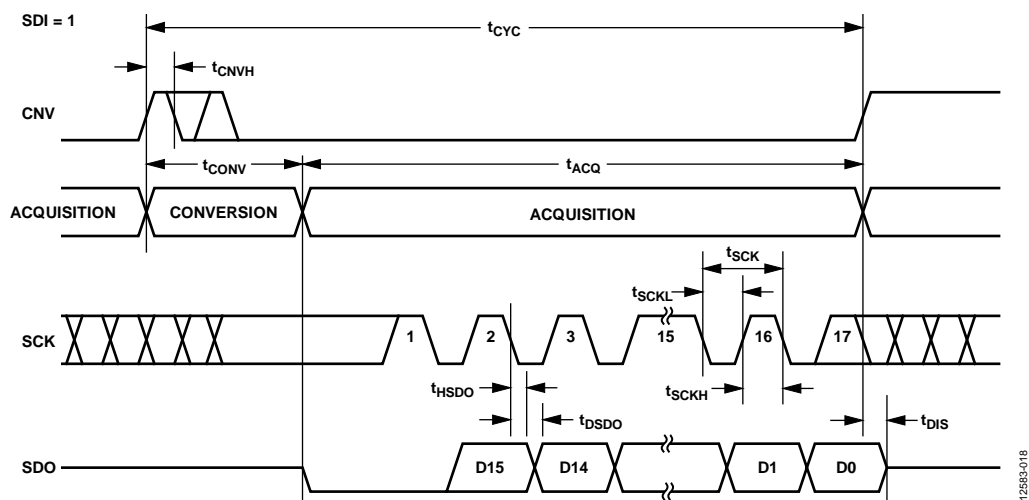 SDI = 1
tCYC
tCNVH
CNV
tCONV
tACQ
ACQUISITION
CONVERSION
ACQUISITION
tSCK
tSCKL
SCK
1
2
3
15
16
17
tHSDO
tDSDO
tSCKH
tDIS
SDO
D15
D14
D1
D0
12583-018